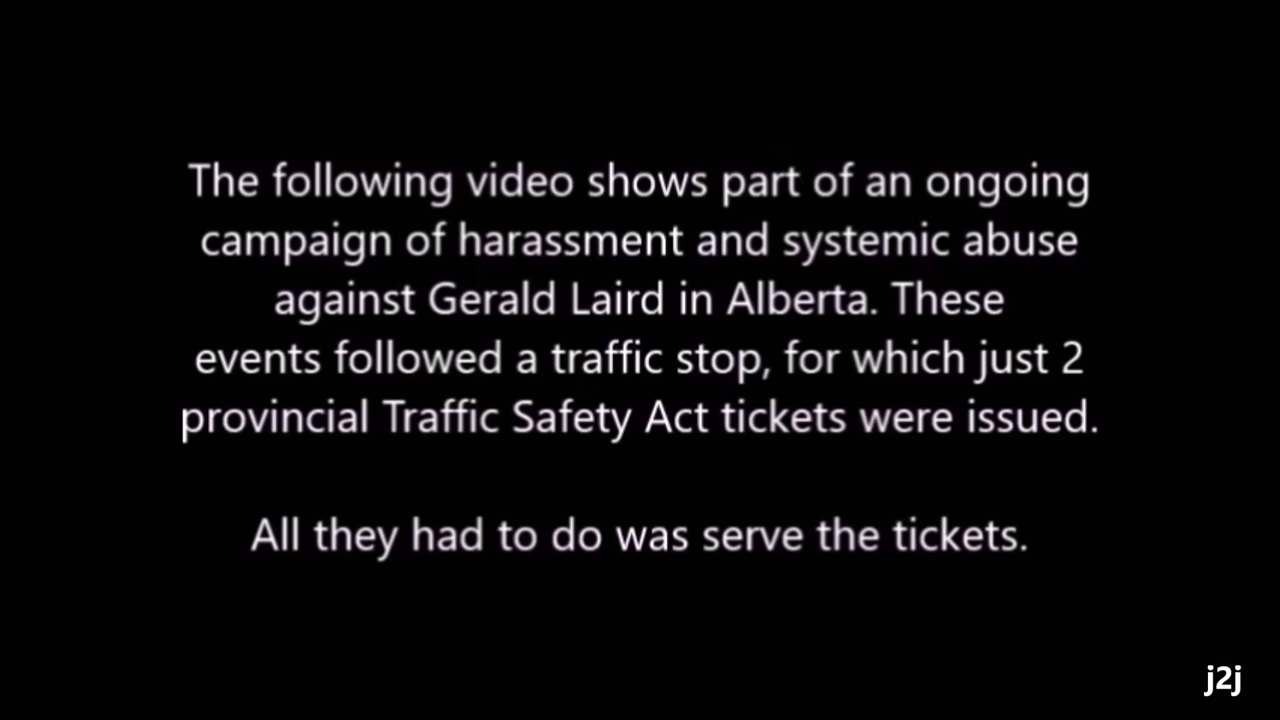 The following video shows part of an ongoing
campaign of harassment and systemic abuse
against Gerald Laird in Alberta. These
events followed a traffic stop, for which just 2
provincial Traffic Safety Act tickets were issued.
All they had to do was serve the tickets.
j2j